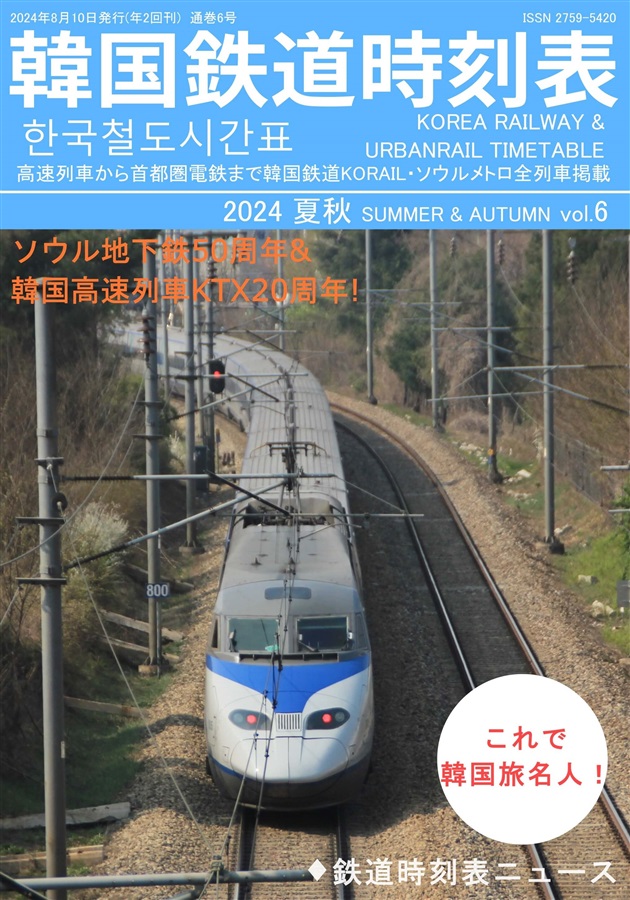 2024年8月10日発行(年2回刊) 通巻6号
ISSN 2759-5420
韓国鉄道時刻表
한국철도시간표
KOREA RAILWAY &
URBANRAIL TIMETABLE
高速列車から首都圏電鉄まで韓国鉄道KORAIL・ソウルメトロ全列車掲載
2024 夏秋 SUMMER & AUTUMN vol.6
ソウル地下鉄50周年&
韓国高速列車KTX20周年!
800
これで
韓国旅名人！
◆鉄道時刻表ニュース